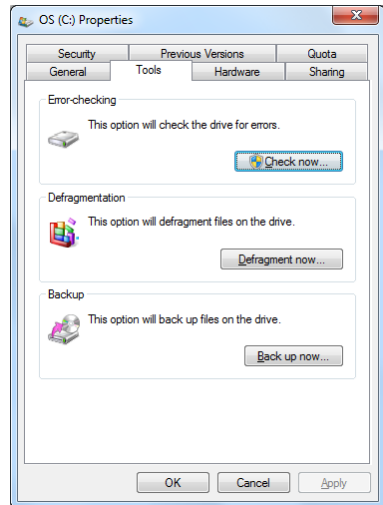 OS (C:) Properties
Security Previous Versions Quota
General Tools Hardware Sharing
Error-checking
This option will check the drive for errors.
Check now...
Defragmentation
This option will defragment files on the drive.
Defragment now...
Backup
This option will back up files on the drive.
Back up now...
OK Cancel Apply